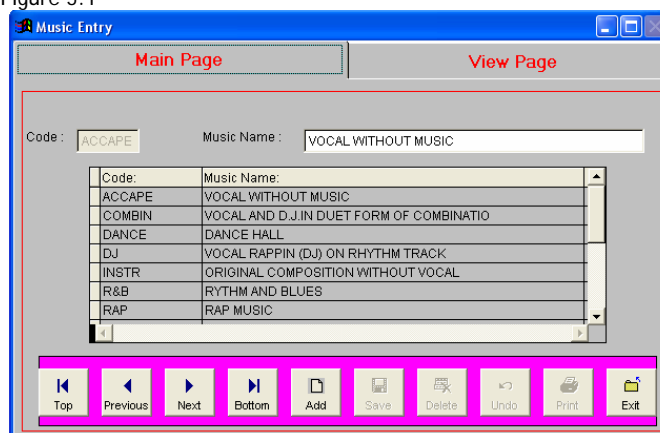 Figure 5.1
Music Entry
Main Page View Page
Code : ACCAPE Music Name : VOCAL WITHOUT MUSIC
Code: Music Name:
ACCAPE VOCAL WITHOUT MUSIC
COMBIN VOCAL AND D.J.IN DUET FORM OF COMBINATIO
DANCE DANCE HALL
DJ VOCAL RAPPIN (DJ) ON RHYTHM TRACK
INSTR ORIGINAL COMPOSITION WITHOUT VOCAL
R&B RYTHM AND BLUES
RAP RAP MUSIC
Top Previous Next Bottom Add Save Delete Undo Print Exit